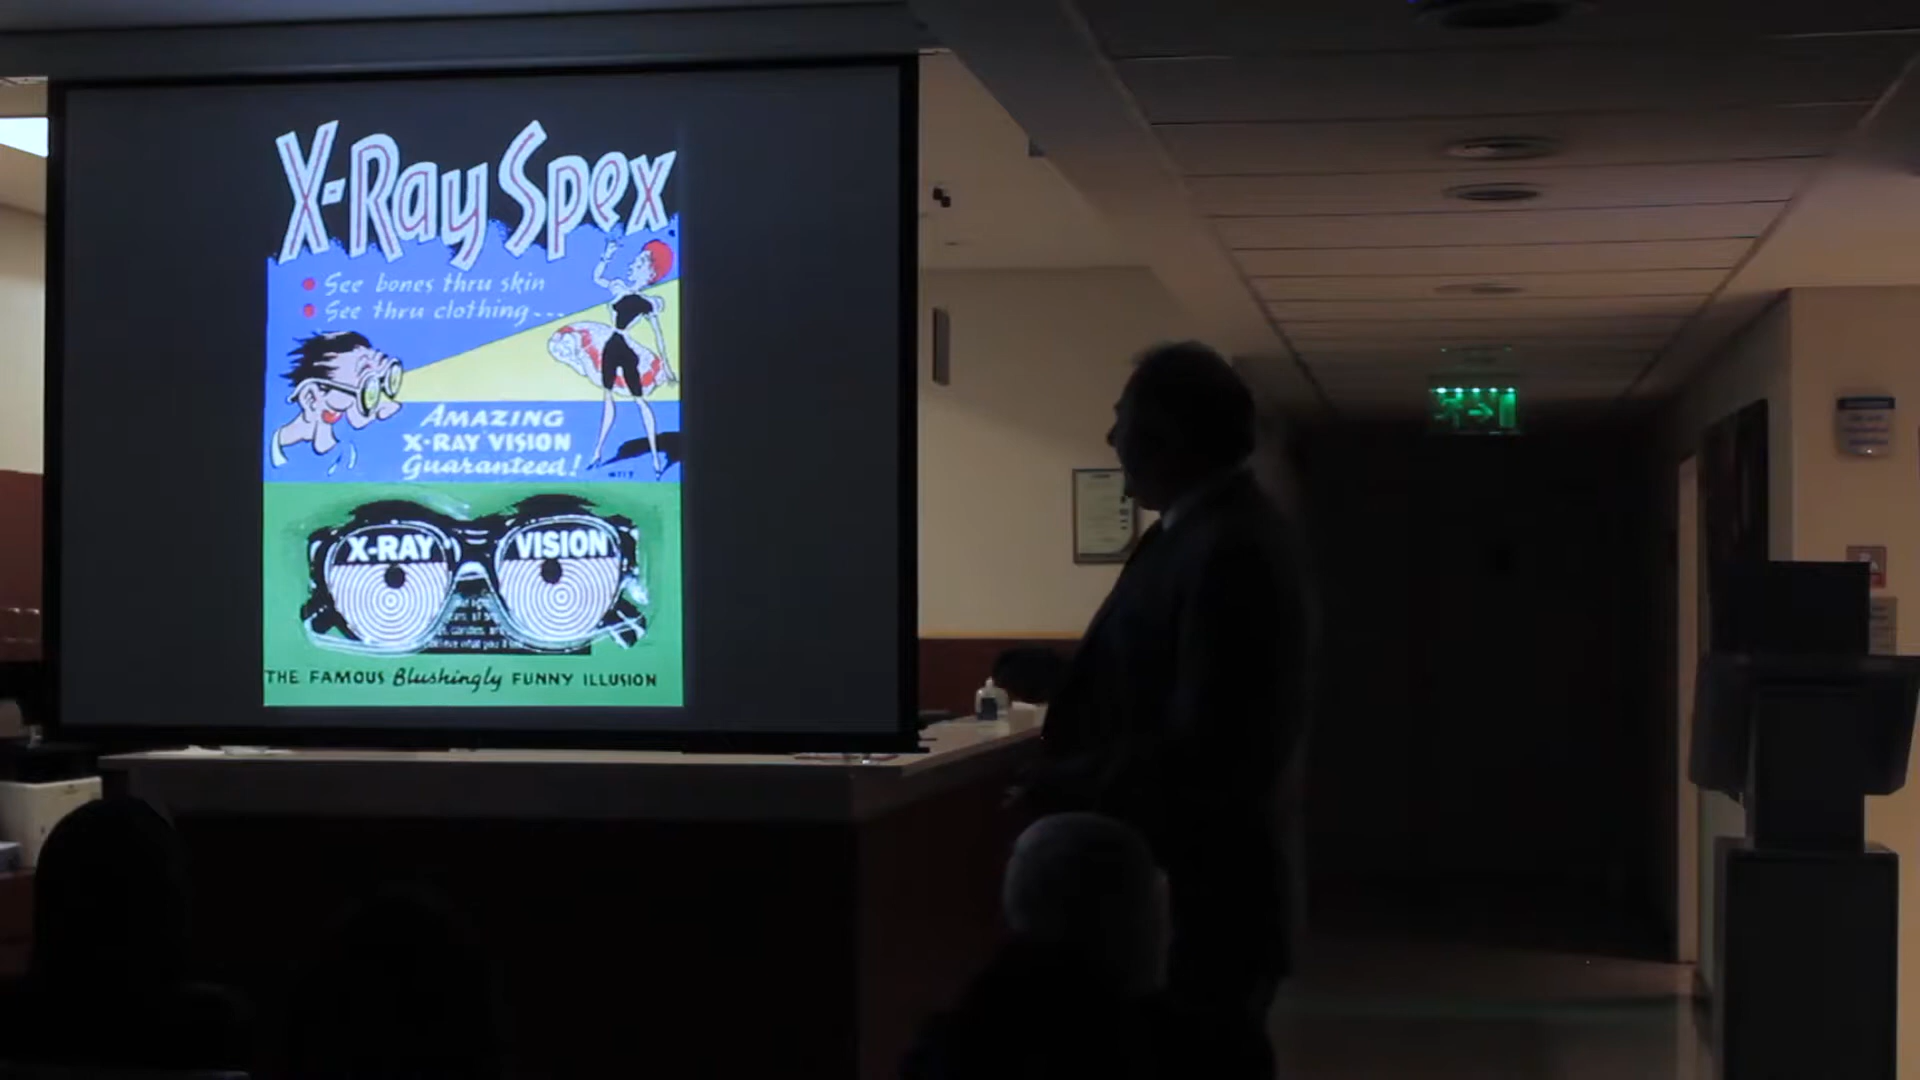 X-Ray Spex
See bones thru skin
See thru clothing---
AMAZING
X-RAY VISION
Guaranteed!
X-RAY VISION
THE FAMOUS Blushingly FUNNY ILLUSION